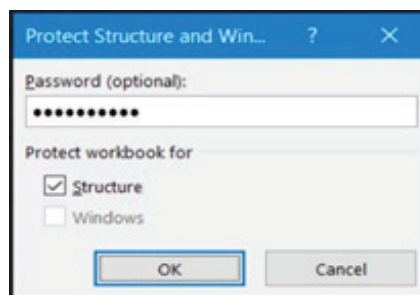 Protect Structure and Win... ?
Password (optional):
••••••••••
Protect workbook for
Structure
Windows
OK Cancel